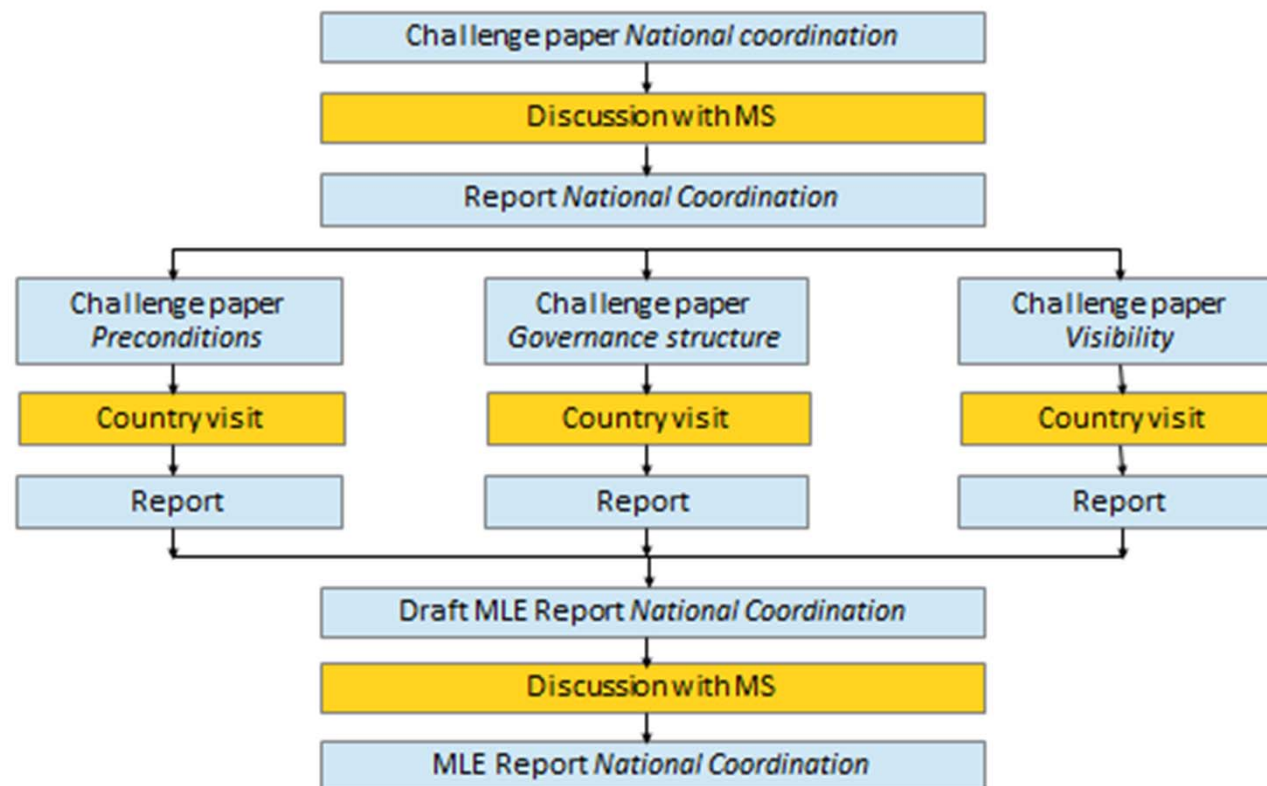 Challenge paper National coordination
Discussion with MS
Report National Coordination
Challenge paper
Preconditions
Challenge paper
Governance structure
Challenge paper
Visibility
Country visit
Country visit
Country visit
Report
Report
Report
Draft MLE Report National Coordination
Discussion with MS
MLE Report National Coordination